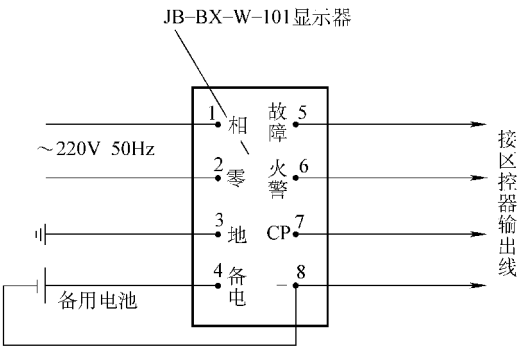 JB-BX-W-101显示器
1 相 故障 5
~220V 50Hz
2 零 火警 6
3 地 CP 7
4 备电 - 8
备用电池
接区控器输出线